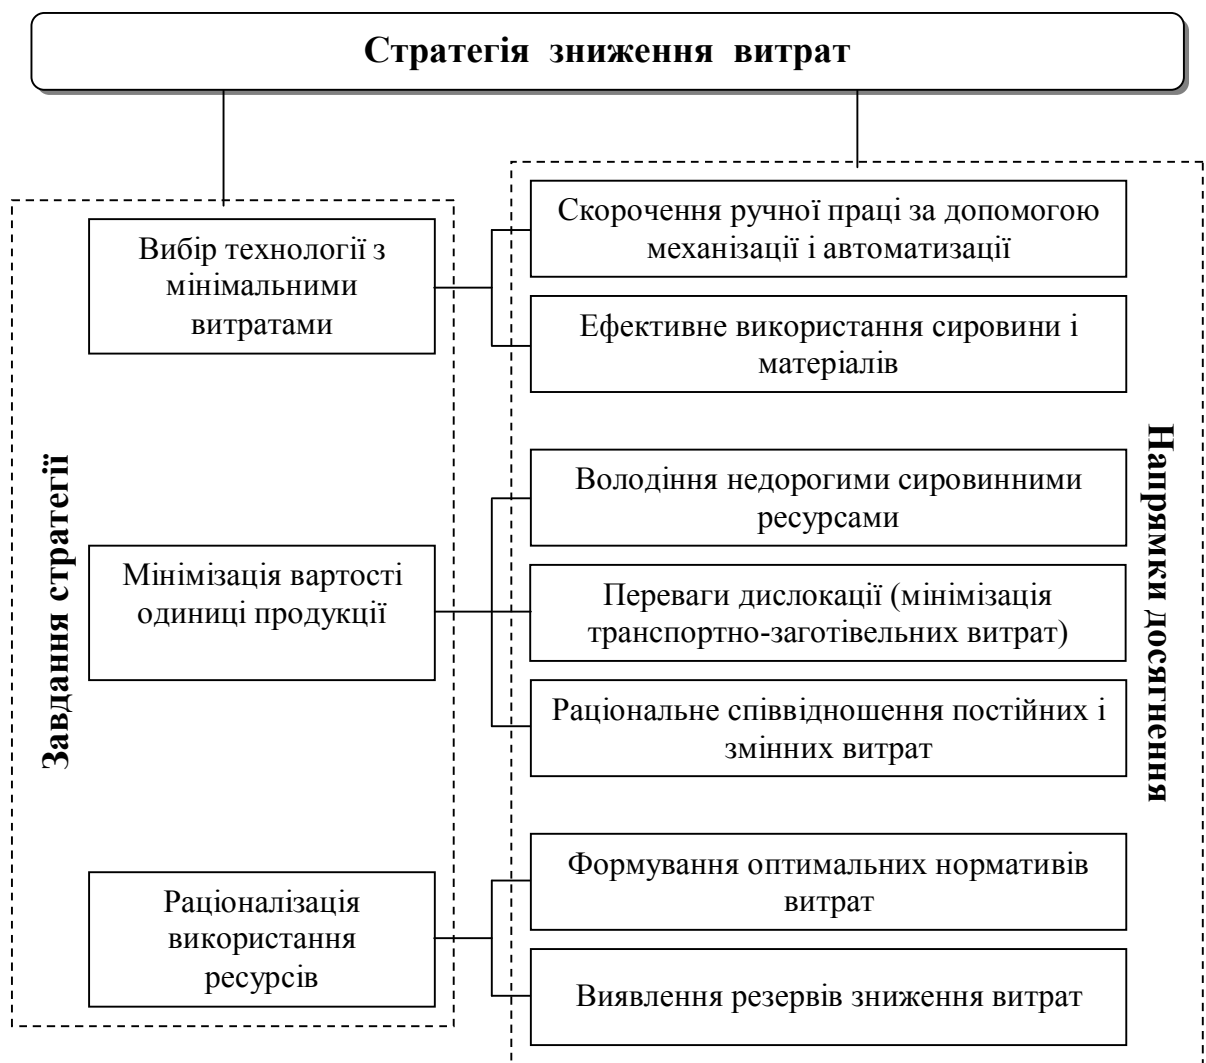 Стратегія зниження витрат
Завдання стратегії
Вибір технології з
мінімальними
витратами
Скорочення ручної праці за допомогою
механізації і автоматизації
Ефективне використання сировини і
матеріалів
Мінімізація вартості
одиниці продукції
Володіння недорогими сировинними
ресурсами
Переваги дислокації (мінімізація
транспортно-заготівельних витрат)
Раціональне співвідношення постійних і
змінних витрат
Раціоналізація
використання
ресурсів
Формування оптимальних нормативів
витрат
Виявлення резервів зниження витрат
Напрямки досягнення